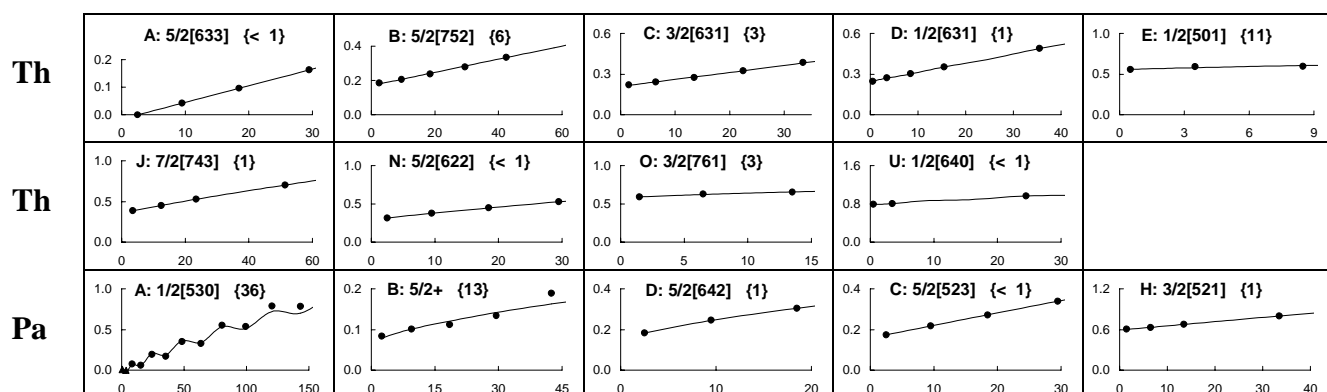 Th
A: 5/2[633] {< 1}
0.2
0.1
0.0
0 10 20 30
B: 5/2[752] {6}
0.4
0.2
0.0
0 20 40 60
C: 3/2[631] {3}
0.6
0.3
0.0
0 10 20 30
D: 1/2[631] {1}
0.6
0.3
0.0
0 10 20 30 40
E: 1/2[501] {11}
1.0
0.5
0.0
0 3 6 9
Th
J: 7/2[743] {1}
1.0
0.5
0.0
0 20 40 60
N: 5/2[622] {< 1}
1.0
0.5
0.0
0 10 20 30
O: 3/2[761] {3}
1.0
0.5
0.0
0 5 10 15
U: 1/2[640] {< 1}
1.6
0.8
0.0
0 10 20 30
Pa
A: 1/2[530] {36}
1.0
0.5
0.0
0 50 100 150
B: 5/2+ {13}
0.2
0.1
0.0
0 15 30 45
D: 5/2[642] {1}
0.4
0.2
0.0
0 10 20
C: 5/2[523] {< 1}
0.4
0.2
0.0
0 10 20 30
H: 3/2[521] {1}
1.2
0.6
0.0
0 10 20 30 40